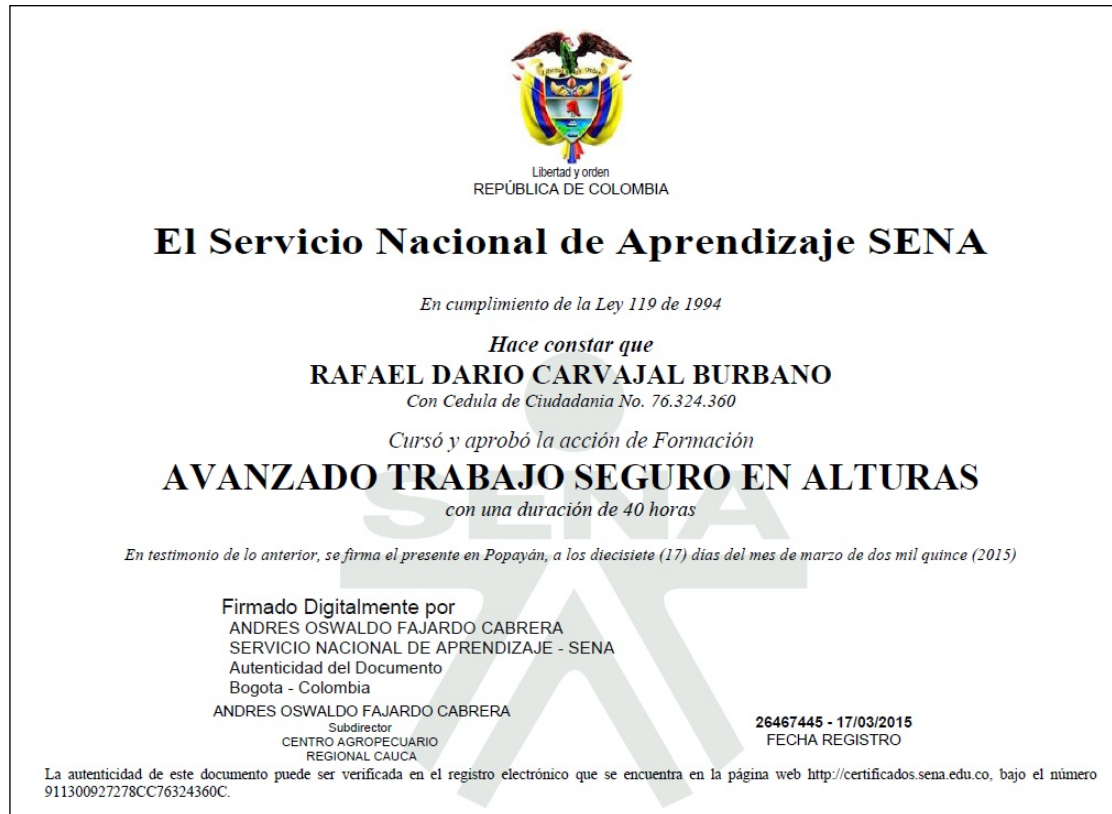 Libertad y Orden
Libertad y orden
REPÚBLICA DE COLOMBIA
El Servicio Nacional de Aprendizaje SENA
En cumplimiento de la Ley 119 de 1994
Hace constar que
RAFAEL DARIO CARVAJAL BURBANO
Con Cedula de Ciudadania No. 76.324.360
Cursó y aprobó la acción de Formación
AVANZADO TRABAJO SEGURO EN ALTURAS
SENA
con una duración de 40 horas
En testimonio de lo anterior, se firma el presente en Popayán, a los diecisiete (17) días del mes de marzo de dos mil quince (2015)
Firmado Digitalmente por
ANDRES OSWALDO FAJARDO CABRERA
SERVICIO NACIONAL DE APRENDIZAJE - SENA
Autenticidad del Documento
Bogota - Colombia
ANDRES OSWALDO FAJARDO CABRERA
Subdirector
CENTRO AGROPECUARIO
REGIONAL CAUCA
26467445 - 17/03/2015
FECHA REGISTRO
La autenticidad de este documento puede ser verificada en el registro electrónico que se encuentra en la página web http://certificados.sena.edu.co, bajo el número
911300927278CC76324360C.